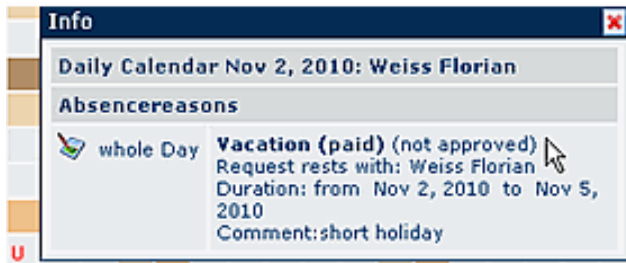 Info
Daily Calendar Nov 2, 2010: Weiss Florian
Absencereasons
whole Day
Vacation (paid) (not approved)
Request rests with: Weiss Florian
Duration: from Nov 2, 2010 to Nov 5,
2010
Comment:short holiday
U